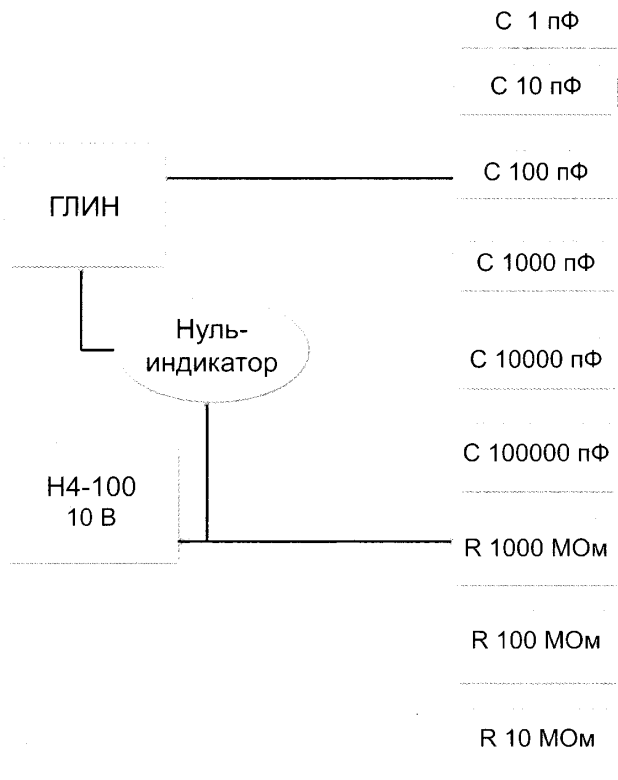 С 1 пФ
С 10 пФ
С 100 пФ
ГЛИН
С 1000 пФ
Нуль-
индикатор
С 10000 пФ
С 100000 пФ
Н4-100
10 В
R 1000 МОм
R 100 МОм
R 10 МОм